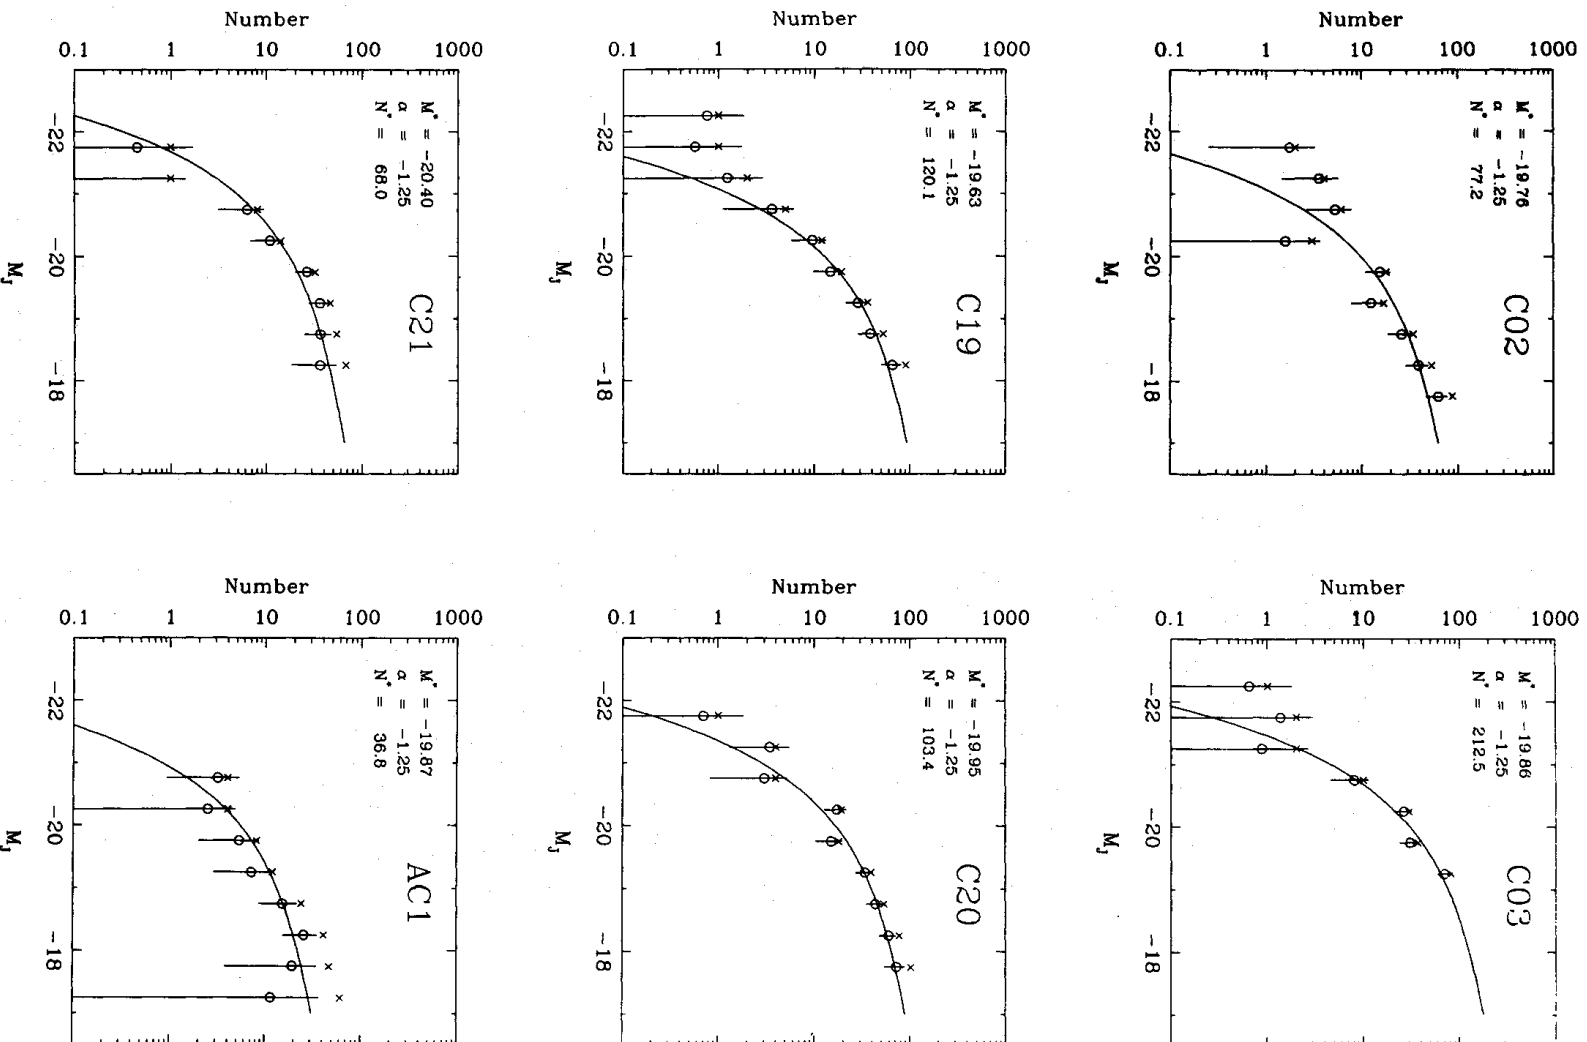 Number
0.1 1 10 100 1000
M* = -20.40
α = -1.25
N* = 68.0
C21
-22 -20 -18
M_J
Number
0.1 1 10 100 1000
M* = -19.63
α = -1.25
N* = 120.1
C19
-22 -20 -18
M_J
Number
0.1 1 10 100 1000
M* = -19.76
α = -1.25
N* = 77.2
C02
-22 -20 -18
M_J
Number
0.1 1 10 100 1000
M* = -19.87
α = -1.25
N* = 36.8
AC1
-22 -20 -18
M_J
Number
0.1 1 10 100 1000
M* = -19.95
α = -1.25
N* = 103.4
C20
-22 -20 -18
M_J
Number
0.1 1 10 100 1000
M* = -19.86
α = -1.25
N* = 212.5
C03
-22 -20 -18
M_J